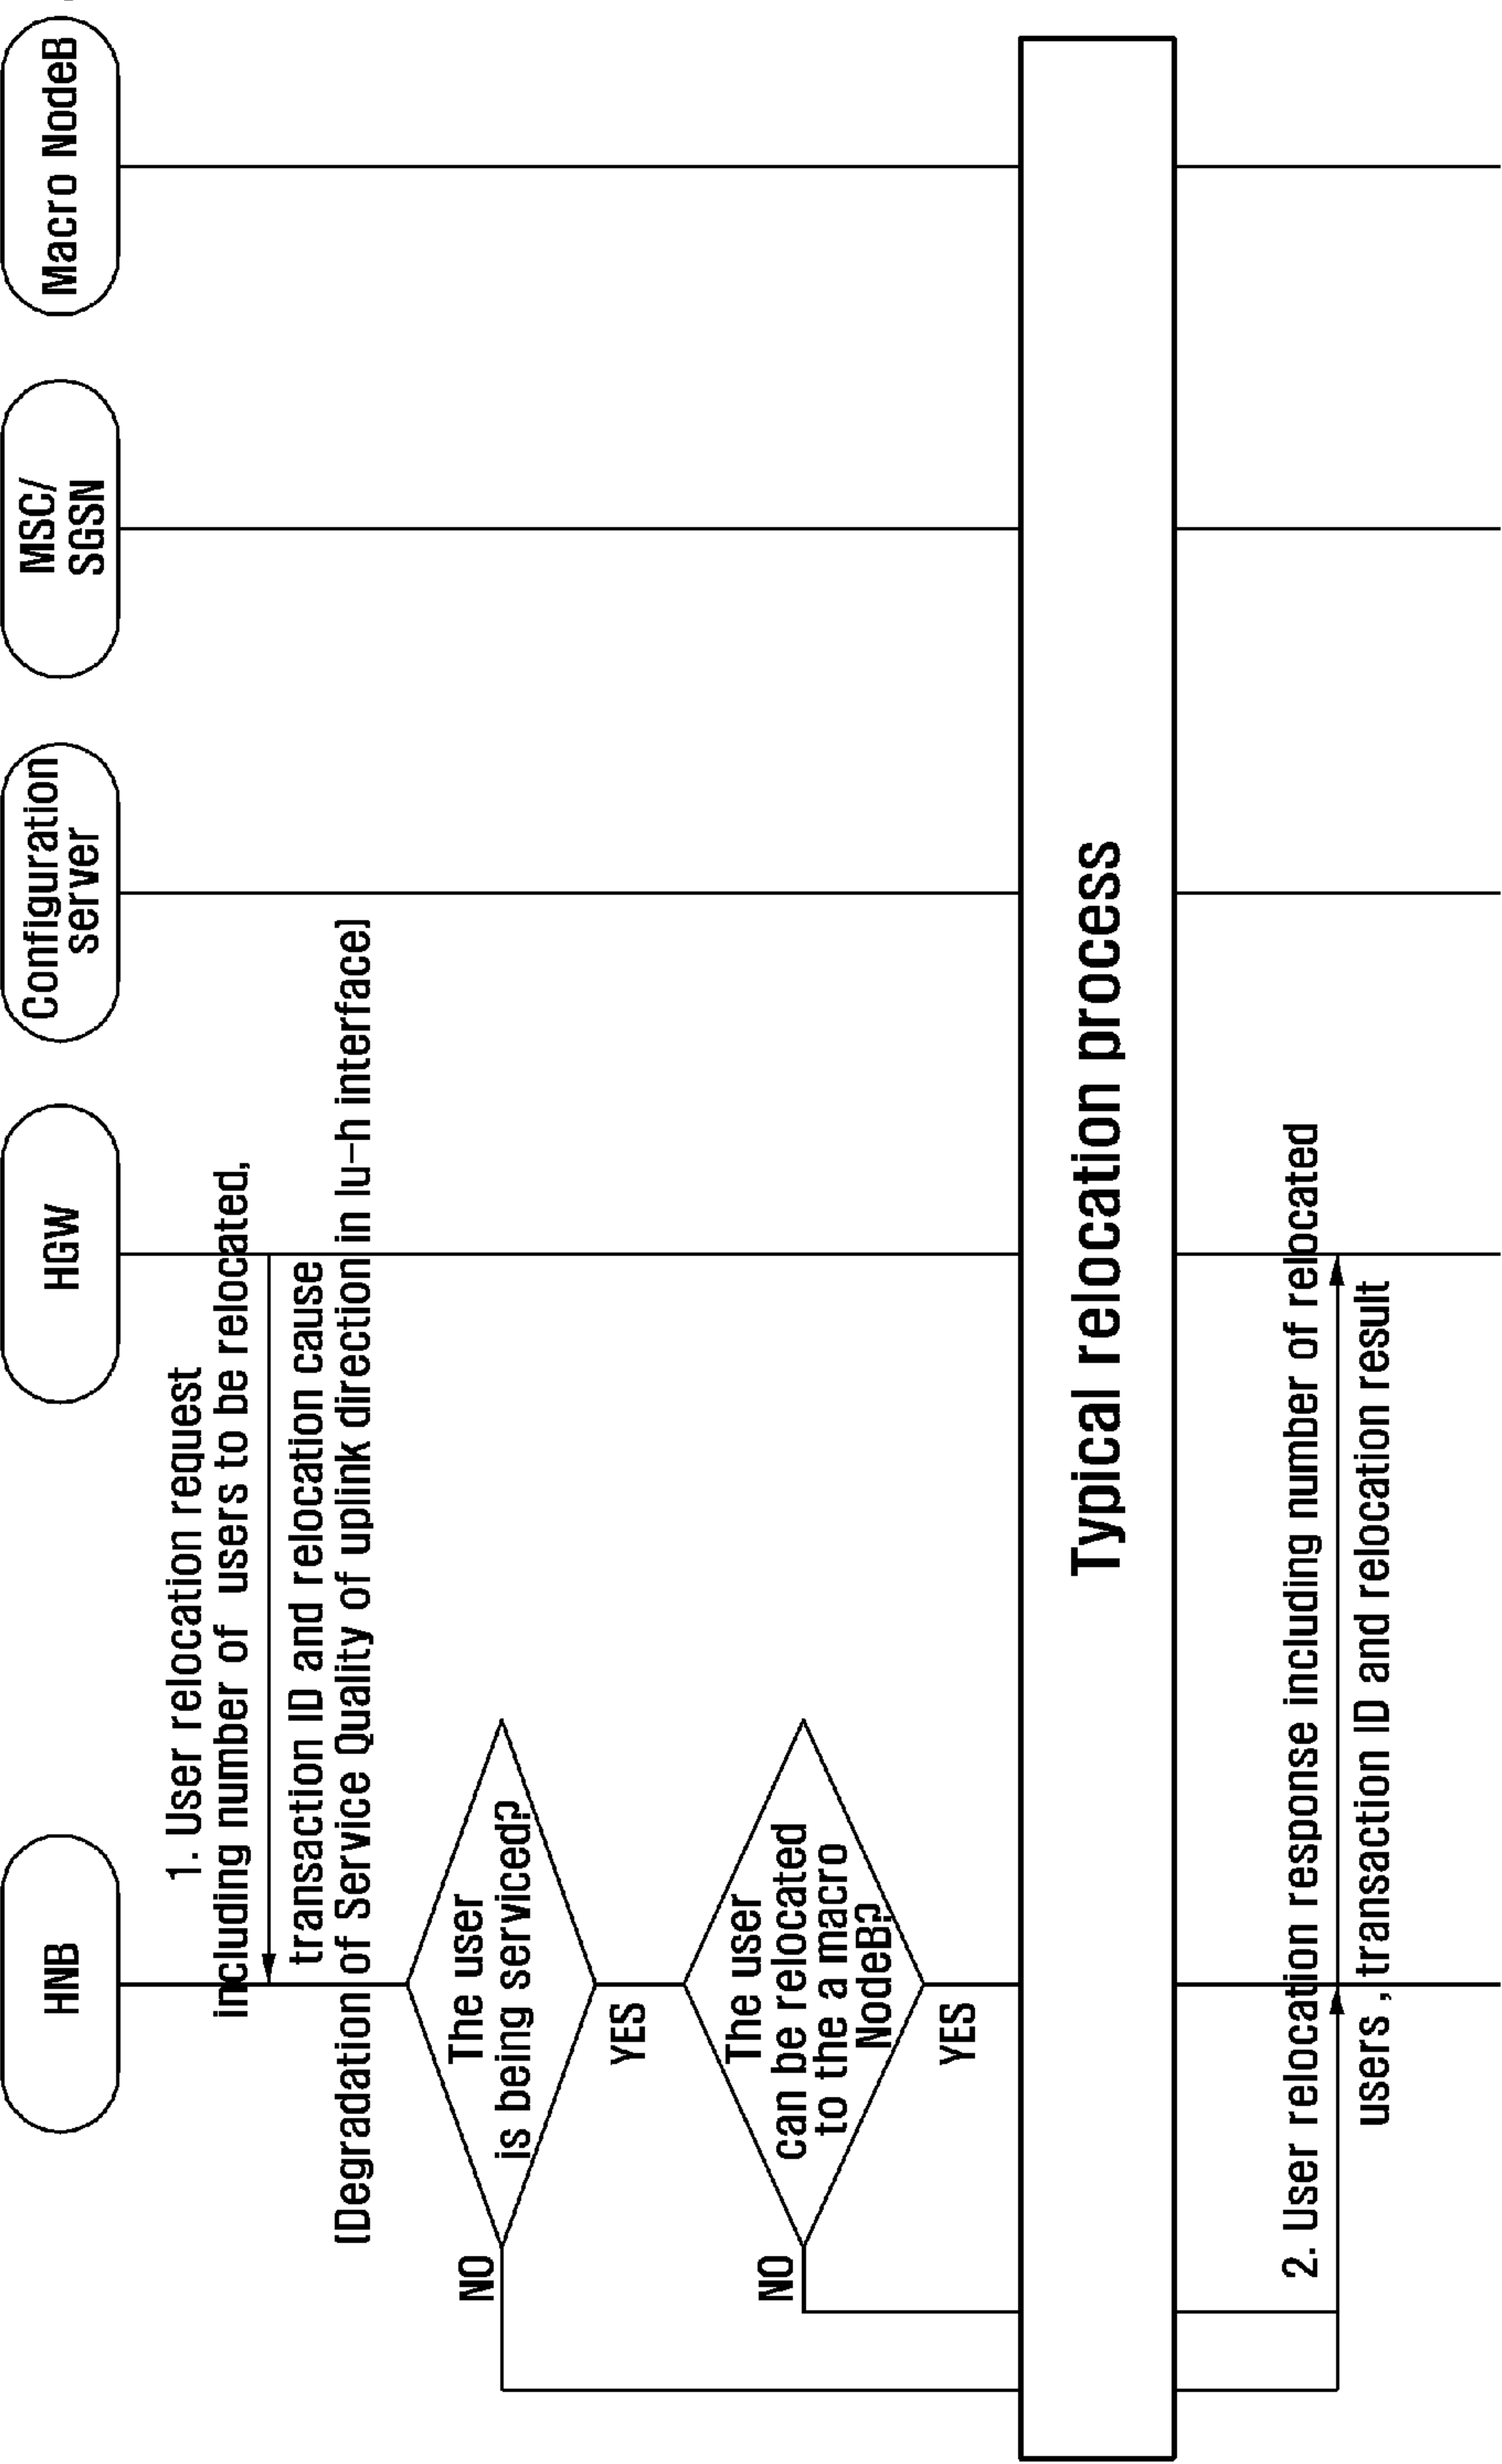 HNB
HGW
Configuration
server
MSC/
SGSN
Macro NodeB
1. User relocation request
including number of users to be relocated,
transaction ID and relocation cause
(Degradation of Service Quality of uplink direction in Iu-h interface)
The user
is being serviced?
NO
YES
The user
can be relocated
to the a macro
NodeB?
NO
YES
Typical relocation process
2. User relocation response including number of relocated
users , transaction ID and relocation result